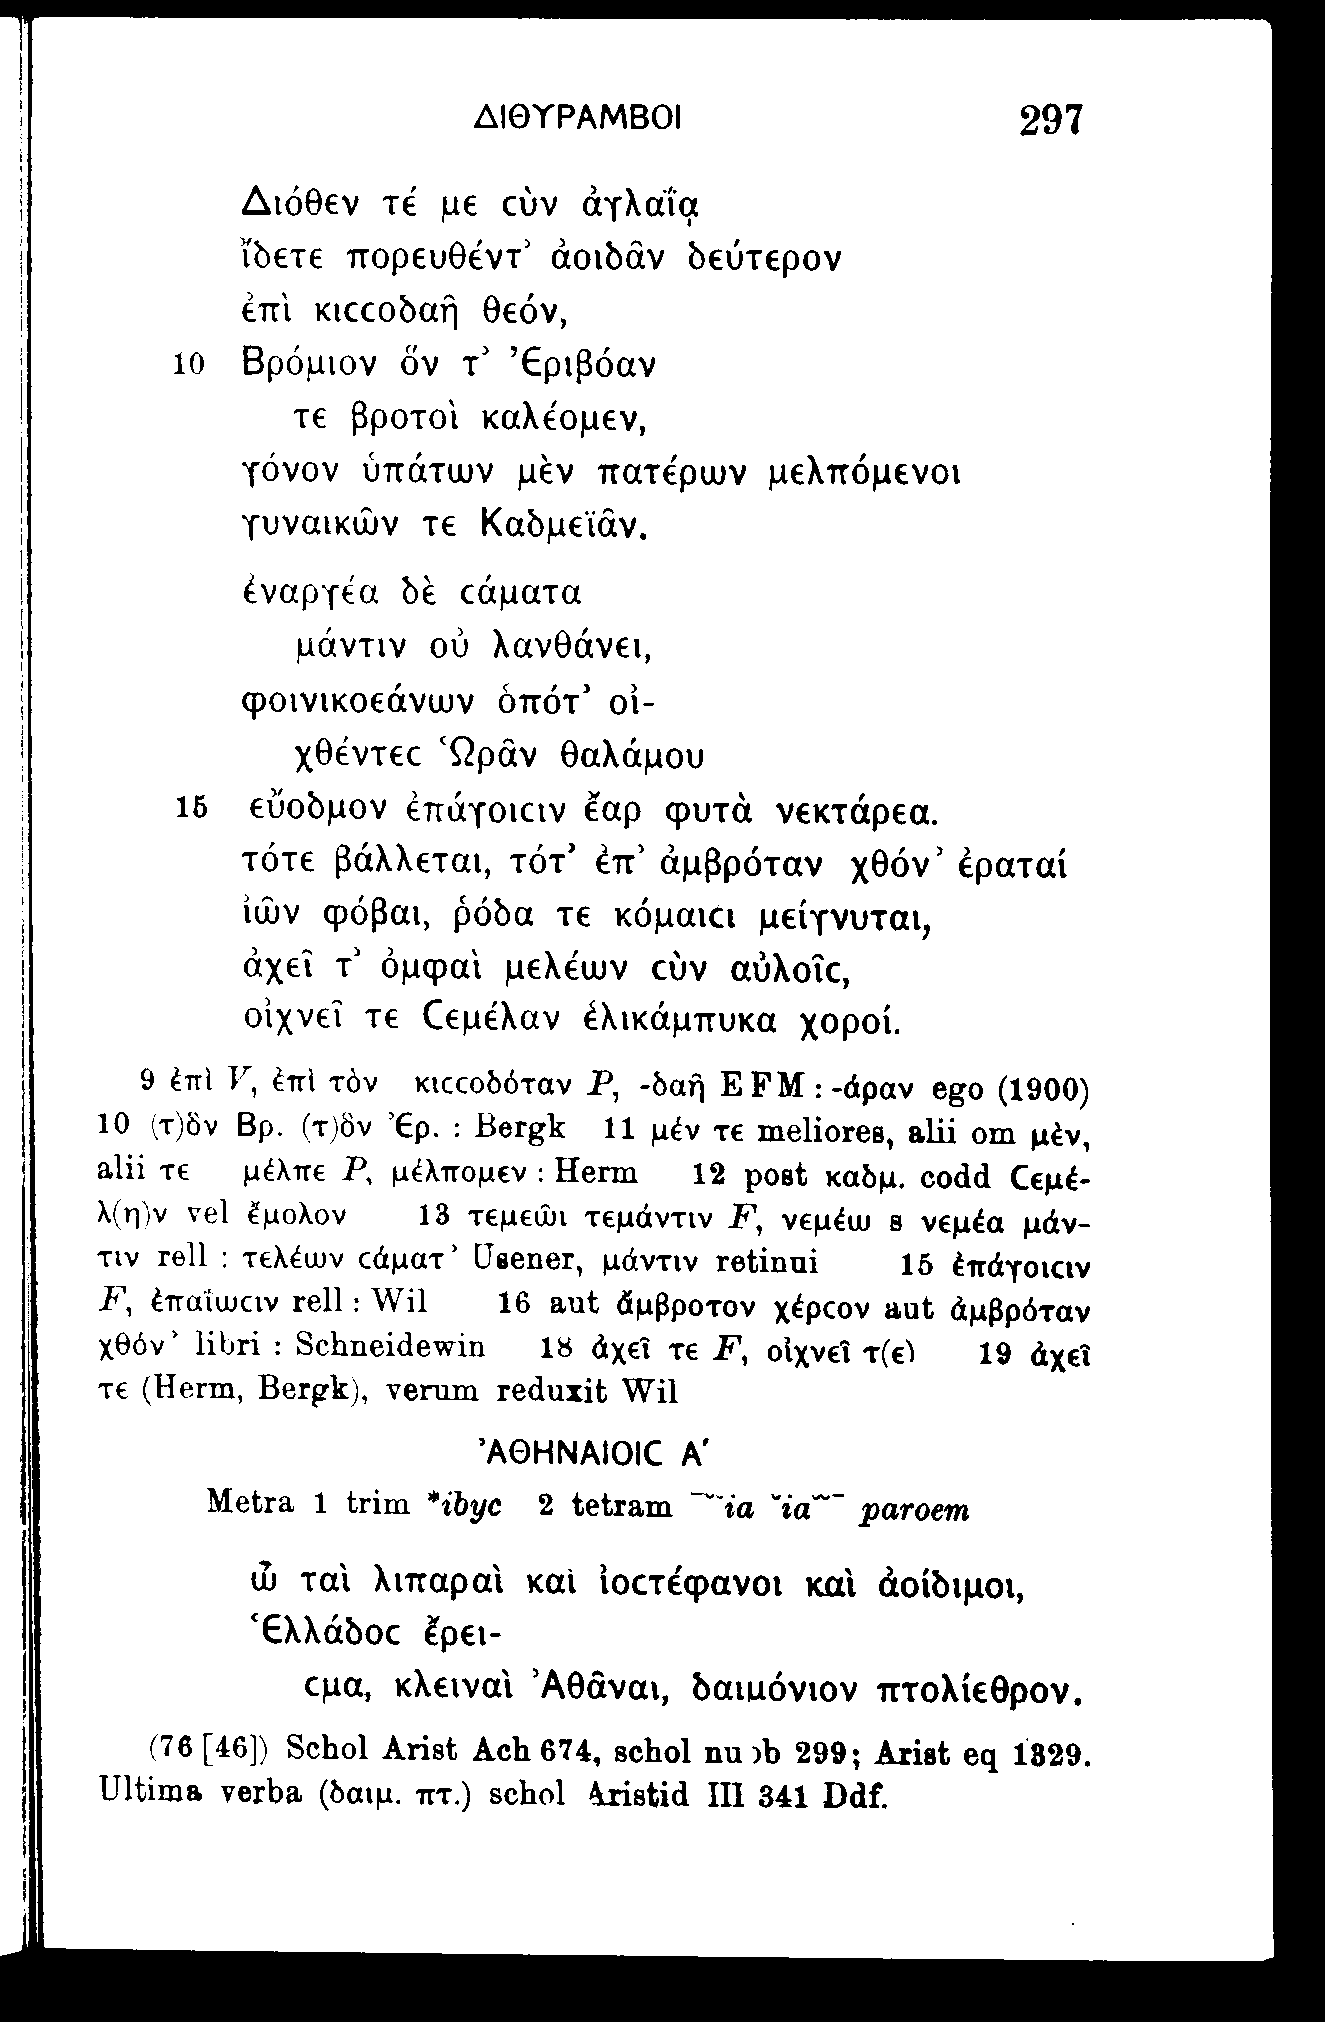 ΔΙΘΥΡΑΜΒΟΙ 297
Διόθεν τέ με cὺν ἀγλαΐᾳ
ἴδετε πορευθέντ’ ἀοιδᾶν δεύτερον
ἐπὶ κιccοδαῆ θεόν,
10 Βρόμιον ὅν τ’ Ἐριβόαν
τε βροτοὶ καλέομεν,
γόνον ὑπάτων μὲν πατέρων μελπόμενοι
γυναικῶν τε Καδμεϊᾶν.
ἐναργέα δὲ cάματα
μάντιν οὐ λανθάνει,
φοινικοεάνων ὁπότ’ οἰ-
χθέντεc Ὡρᾶν θαλάμου
15 εὔοδμον ἐπάγοιcιν ἔαρ φυτὰ νεκτάρεα.
τότε βάλλεται, τότ’ ἐπ’ ἀμβρόταν χθόν’ ἐραταί
ἰῶν φόβαι, ῥόδα τε κόμαιcι μείγνυται,
ἀχεῖ τ’ ὀμφαὶ μελέων cὺν αὐλοῖc,
οἰχνεῖ τε Cεμέλαν ἑλικάμπυκα χοροί.
9 ἐπὶ V, ἐπὶ τὸν κιccοδόταν P, -δαῆ EFM : -άραν ego (1900)
10 (τ)ὸν Βρ. (τ)ὸν Ἐρ. : Bergk 11 μέν τε meliores, alii om μὲν,
alii τε μέλπε P, μέλπομεν : Herm 12 post καδμ. codd Cεμέ-
λ(η)ν vel ἔμολον 13 τεμεῶι τεμάντιν F, νεμέω s νεμέα μάν-
τιν rell : τελέων cάματ’ Usener, μάντιν retinui 15 ἐπάγοιcιν
F, ἐπαΐωcιν rell : Wil 16 aut ἄμβροτον χέρcον aut ἀμβρόταν
χθόν’ libri : Schneidewin 18 ἀχεῖ τε F, οἰχνεῖ τ(ε) 19 ἀχεῖ
τε (Herm, Bergk), verum reduxit Wil
ἈΘΗΝΑΙΟΙC Α′
Metra 1 trim *ibyc 2 tetram ia ia paroem
ὦ ταὶ λιπαραὶ καὶ ἰοcτέφανοι καὶ ἀοίδιμοι,
Ἑλλάδοc ἔρει-
cμα, κλειναὶ Ἀθᾶναι, δαιμόνιον πτολίεθρον.
(76 [46]) Schol Arist Ach 674, schol nub 299; Arist eq 1329.
Ultima verba (δαιμ. πτ.) schol Aristid III 341 Ddf.